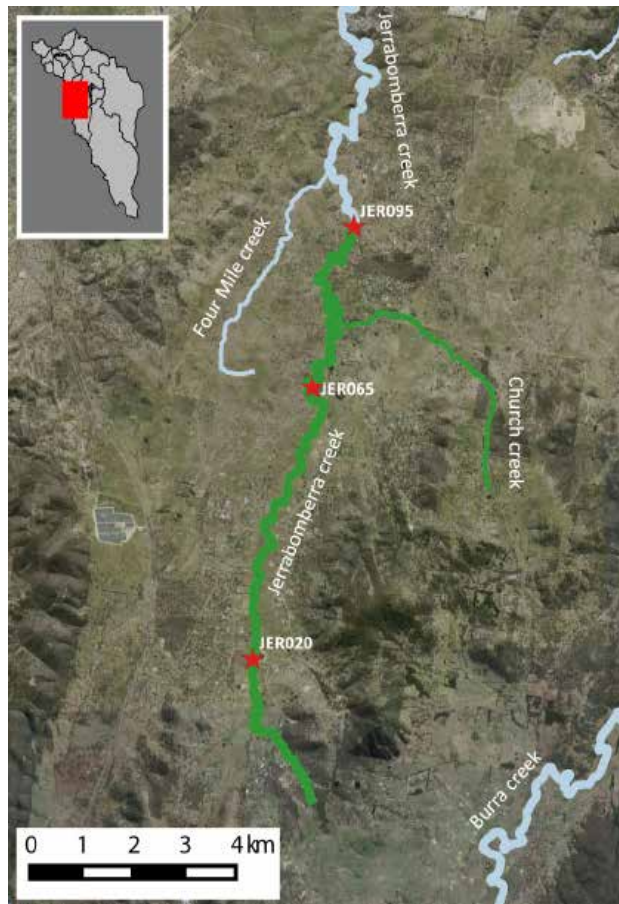 Jerrabomberra creek
JER095
Four Mile creek
JER065
Church creek
Jerrabomberra creek
JER020
Burra creek
0 1 2 3 4 km